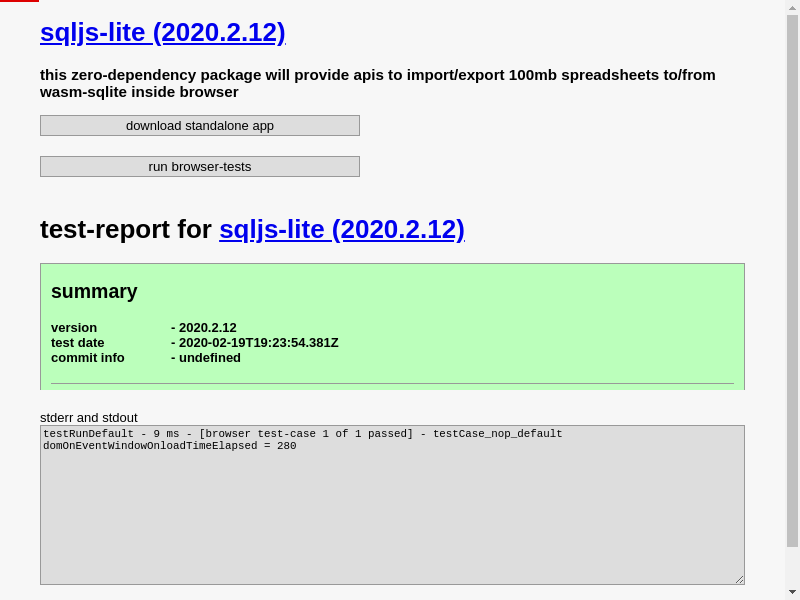 sqljs-lite (2020.2.12)
this zero-dependency package will provide apis to import/export 100mb spreadsheets to/from
wasm-sqlite inside browser
download standalone app
run browser-tests
test-report for sqljs-lite (2020.2.12)
summary
version - 2020.2.12
test date - 2020-02-19T19:23:54.381Z
commit info - undefined
stderr and stdout
testRunDefault - 9 ms - [browser test-case 1 of 1 passed] - testCase_nop_default
domOnEventWindowOnloadTimeElapsed = 280